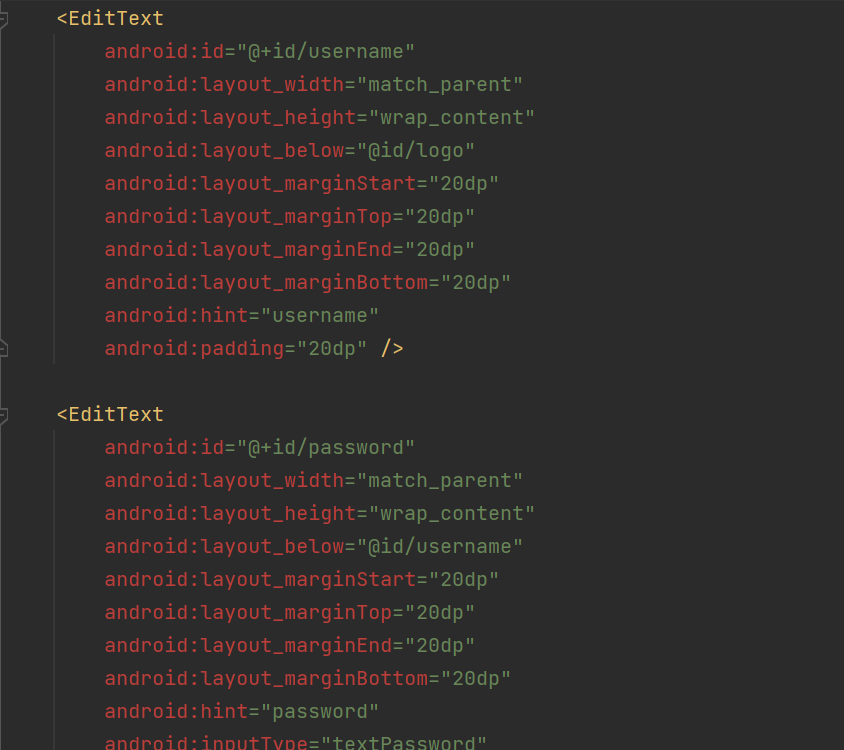 <EditText
android:id="@+id/username"
android:layout_width="match_parent"
android:layout_height="wrap_content"
android:layout_below="@id/logo"
android:layout_marginStart="20dp"
android:layout_marginTop="20dp"
android:layout_marginEnd="20dp"
android:layout_marginBottom="20dp"
android:hint="username"
android:padding="20dp" />
<EditText
android:id="@+id/password"
android:layout_width="match_parent"
android:layout_height="wrap_content"
android:layout_below="@id/username"
android:layout_marginStart="20dp"
android:layout_marginTop="20dp"
android:layout_marginEnd="20dp"
android:layout_marginBottom="20dp"
android:hint="password"
android:inputType="textPassword"